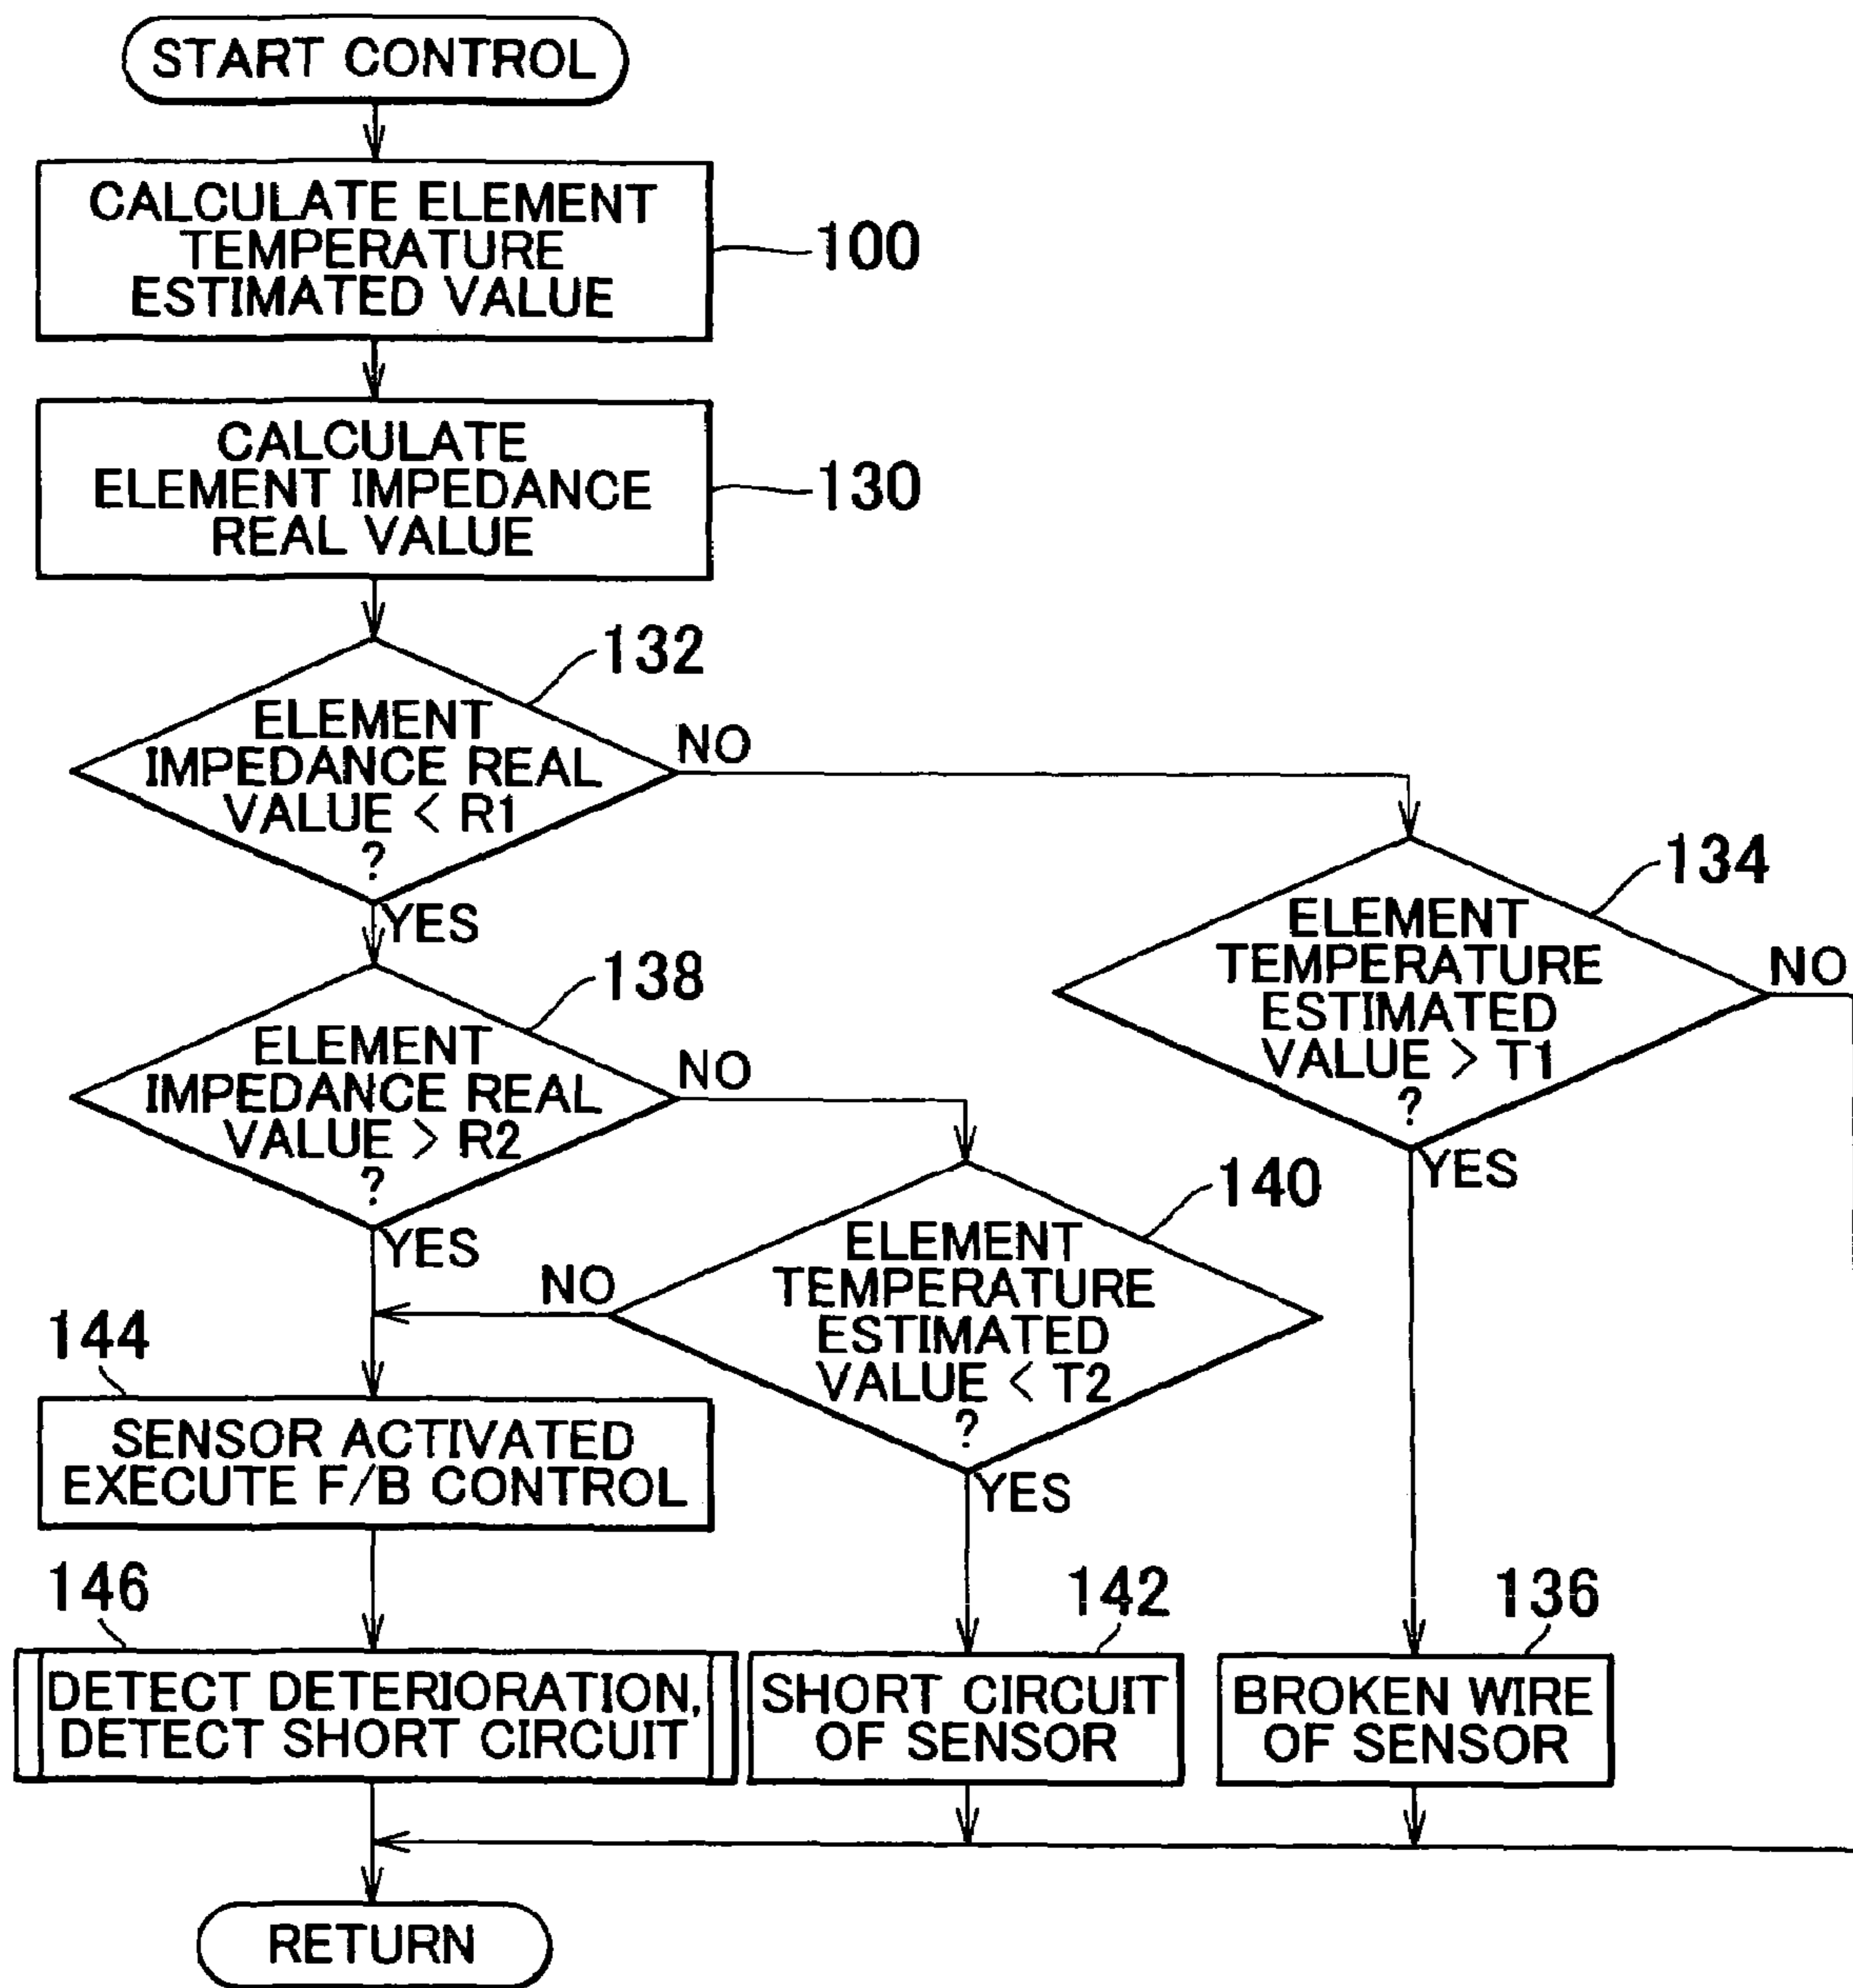 START CONTROL
CALCULATE ELEMENT
TEMPERATURE
ESTIMATED VALUE
100
CALCULATE
ELEMENT IMPEDANCE
REAL VALUE
130
132
ELEMENT
IMPEDANCE REAL
VALUE < R1
?
NO
YES
134
ELEMENT
TEMPERATURE
ESTIMATED
VALUE > T1
?
NO
YES
138
ELEMENT
IMPEDANCE REAL
VALUE > R2
?
NO
YES
140
ELEMENT
TEMPERATURE
ESTIMATED
VALUE < T2
?
NO
YES
144
SENSOR ACTIVATED
EXECUTE F/B CONTROL
146
DETECT DETERIORATION,
DETECT SHORT CIRCUIT
142
SHORT CIRCUIT
OF SENSOR
136
BROKEN WIRE
OF SENSOR
RETURN